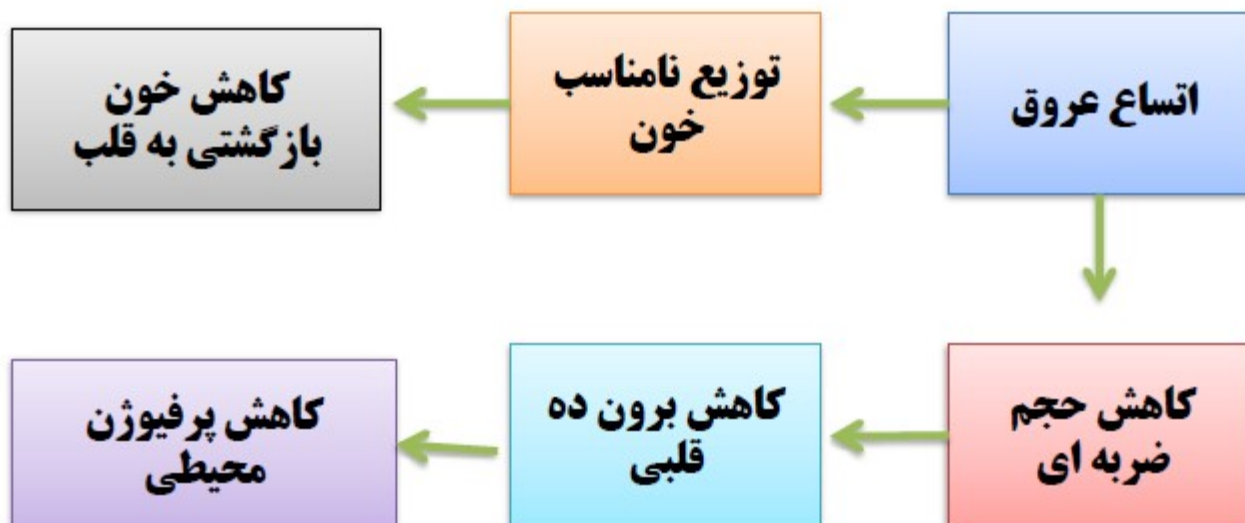 اتساع عروق
توزیع نامناسب
خون
کاهش خون
بازگشتی به قلب
کاهش حجم
ضربه ای
کاهش برون ده
قلبی
کاهش پرفیوژن
محیطی